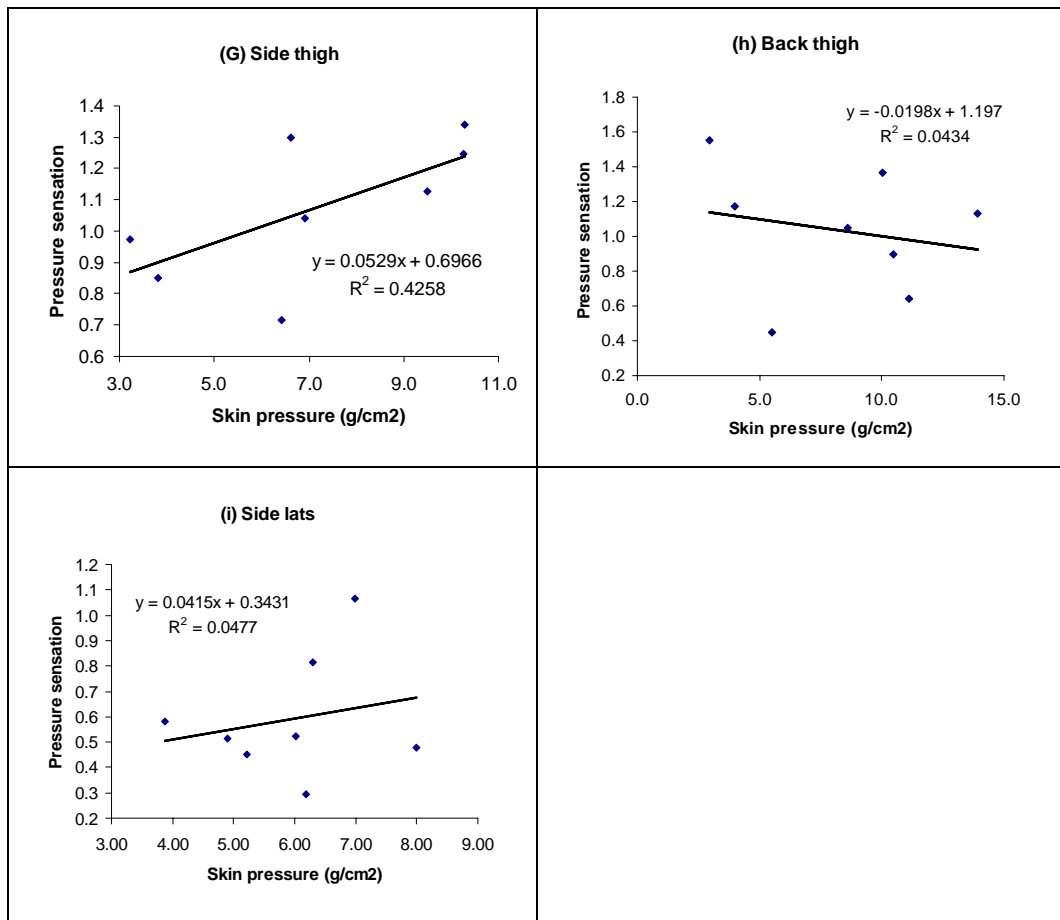 (G) Side thigh
1.4
1.3
1.2
1.1
1.0
0.9
0.8
0.7
0.6
Pressure sensation
y = 0.0529x + 0.6966
R² = 0.4258
3.0 5.0 7.0 9.0 11.0
Skin pressure (g/cm2)
(h) Back thigh
1.8
1.6
1.4
1.2
1.0
0.8
0.6
0.4
0.2
Pressure sensation
y = -0.0198x + 1.197
R² = 0.0434
0.0 5.0 10.0 15.0
Skin pressure (g/cm2)
(i) Side lats
1.2
1.1
1.0
0.9
0.8
0.7
0.6
0.5
0.4
0.3
0.2
Pressure sensation
y = 0.0415x + 0.3431
R² = 0.0477
3.00 4.00 5.00 6.00 7.00 8.00 9.00
Skin pressure (g/cm2)